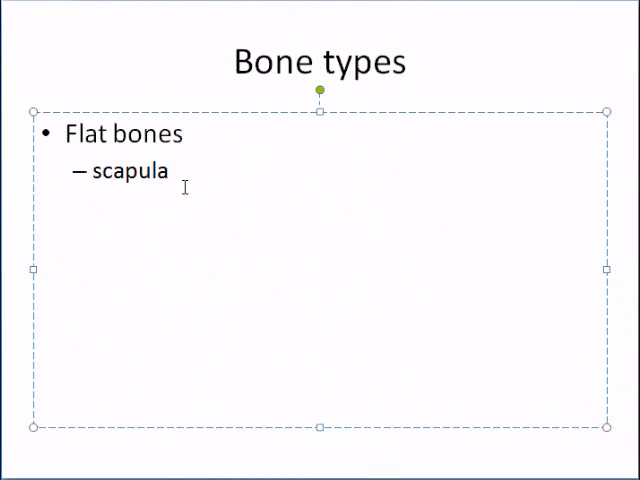 Bone types
• Flat bones
– scapula